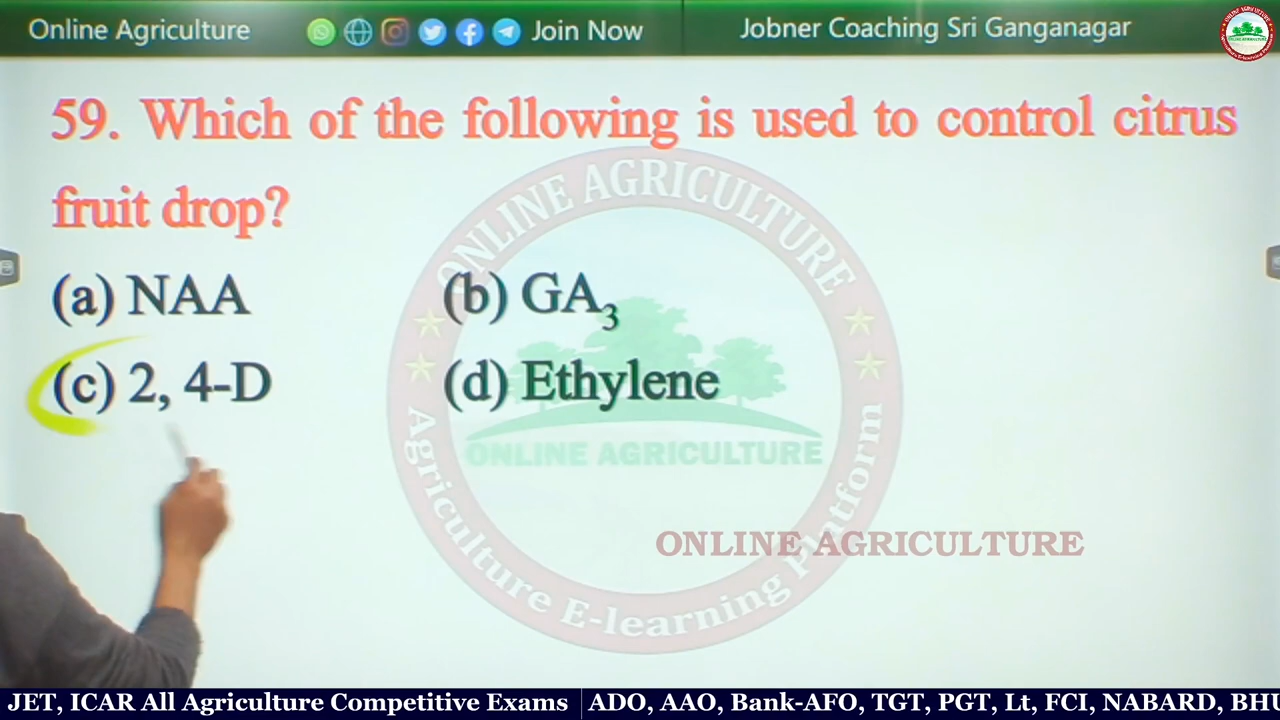 Online Agriculture Join Now Jobner Coaching Sri Ganganagar
59. Which of the following is used to control citrus
fruit drop?
(a) NAA (b) GA₃
(c) 2, 4-D (d) Ethylene
ONLINE AGRICULTURE
ONLINE AGRICULTURE
Agriculture E-learning Platform
ONLINE AGRICULTURE
JET, ICAR All Agriculture Competitive Exams ADO, AAO, Bank-AFO, TGT, PGT, Lt, FCI, NABARD, BHU